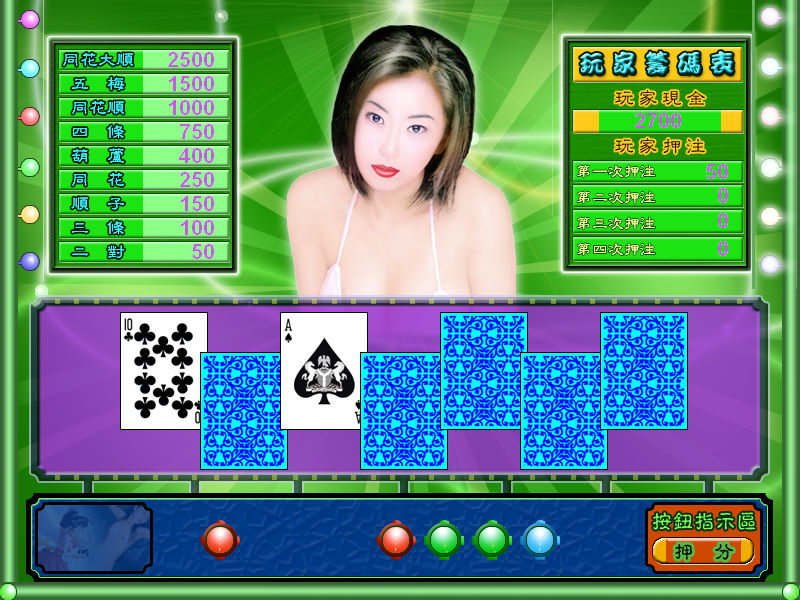 同花大順 2500
五梅 1500
同花順 1000
四條 750
葫蘆 400
同花 250
順子 150
三條 100
二對 50
玩家籌碼表
玩家現金
2700
玩家押注
第一次押注 50
第二次押注 0
第三次押注 0
第四次押注 0
10
A
10
A
按鈕指示區
押分